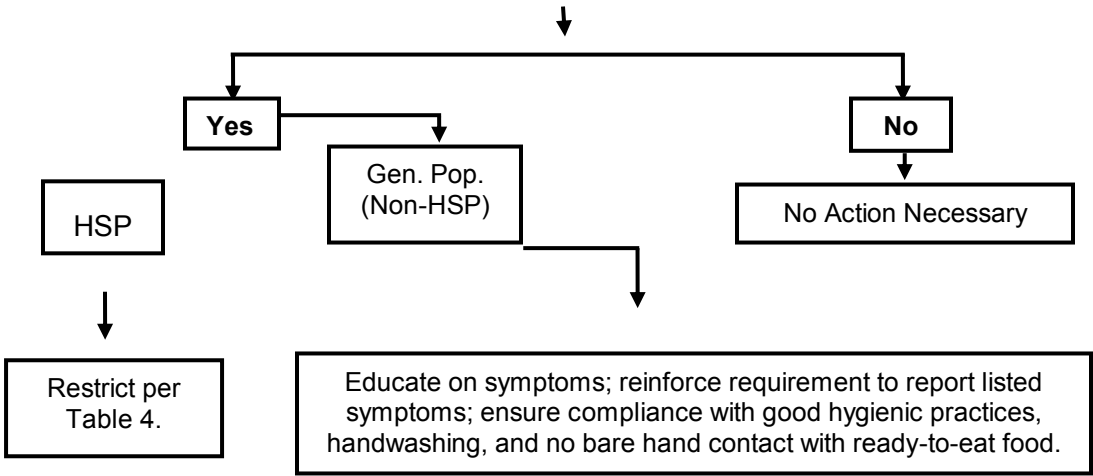 Yes
No
Gen. Pop.
(Non-HSP)
HSP
No Action Necessary
Restrict per
Table 4.
Educate on symptoms; reinforce requirement to report listed
symptoms; ensure compliance with good hygienic practices,
handwashing, and no bare hand contact with ready-to-eat food.